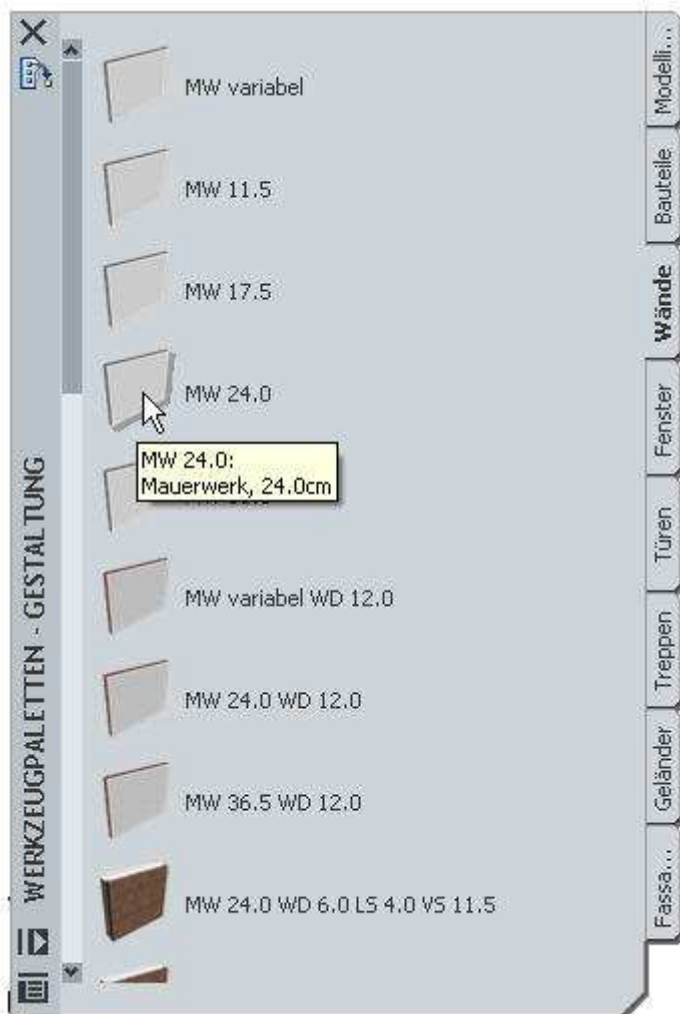 WERKZEUGPALETTEN - GESTALTUNG
MW variabel
MW 11.5
MW 17.5
MW 24.0
MW 24.0:
Mauerwerk, 24.0cm
MW variabel WD 12.0
MW 24.0 WD 12.0
MW 36.5 WD 12.0
MW 24.0 WD 6.0 LS 4.0 VS 11.5
Modelli...
Bauteile
Wände
Fenster
Türen
Treppen
Geländer
Fassa...